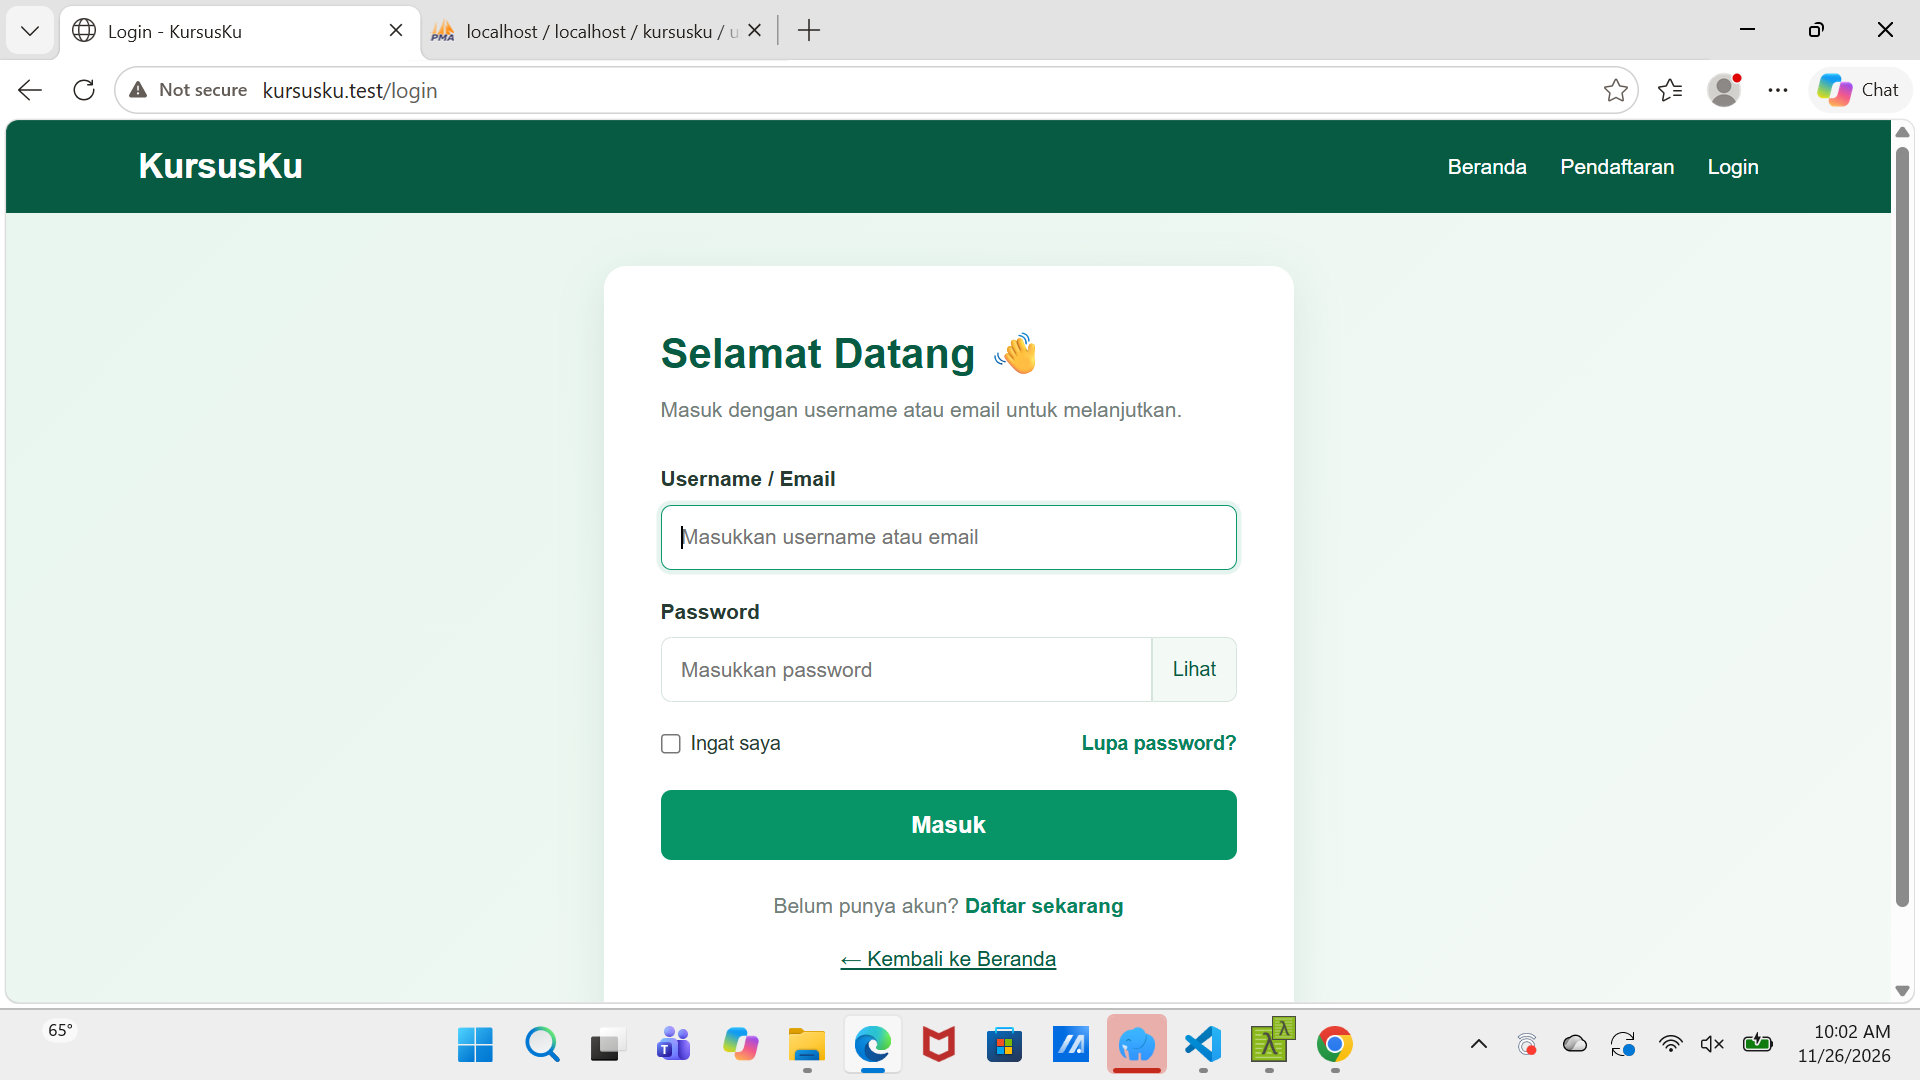 Login - KursusKu
PMA localhost / localhost / kursusku / u
Not secure kursusku.test/login
Chat
KursusKu
Beranda Pendaftaran Login
Selamat Datang 👋
Masuk dengan username atau email untuk melanjutkan.
Username / Email
Masukkan username atau email
Password
Masukkan password Lihat
Ingat saya Lupa password?
Masuk
Belum punya akun? Daftar sekarang
← Kembali ke Beranda
65°
10:02 AM
11/26/2026